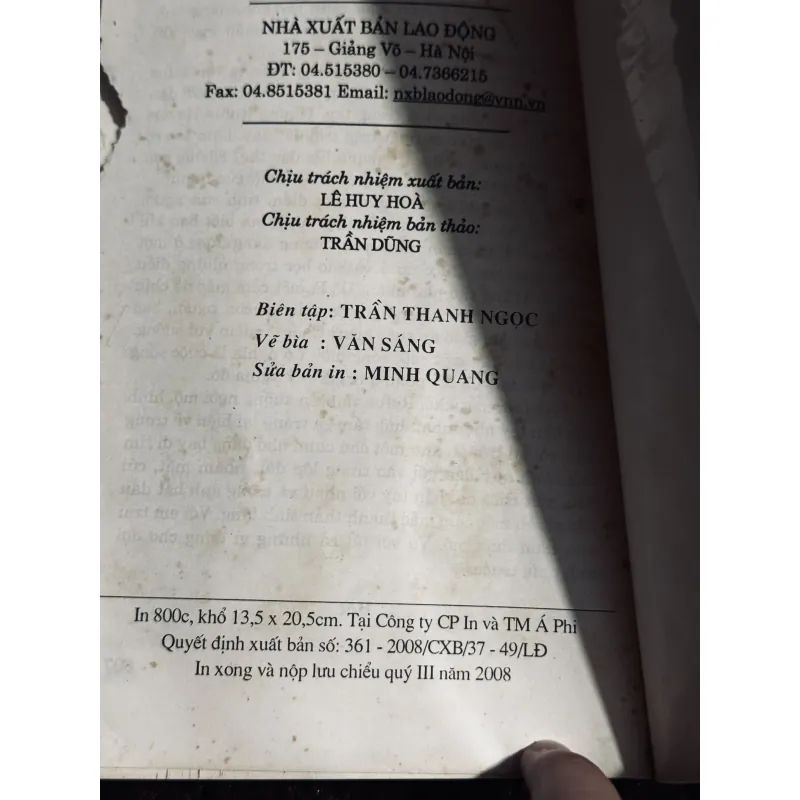 NHÀ XUẤT BẢN LAO ĐỘNG
175 – Giảng Võ – Hà Nội
ĐT: 04.515380 – 04.7366215
Fax: 04.8515381 Email: nxblaodong@vnn.vn
Chịu trách nhiệm xuất bản:
LÊ HUY HOÀ
Chịu trách nhiệm bản thảo:
TRẦN DŨNG
Biên tập: TRẦN THANH NGỌC
Vẽ bìa : VĂN SÁNG
Sửa bản in : MINH QUANG
In 800c, khổ 13,5 x 20,5cm. Tại Công ty CP In và TM Á Phi
Quyết định xuất bản số: 361 - 2008/CXB/37 - 49/LĐ
In xong và nộp lưu chiểu quý III năm 2008